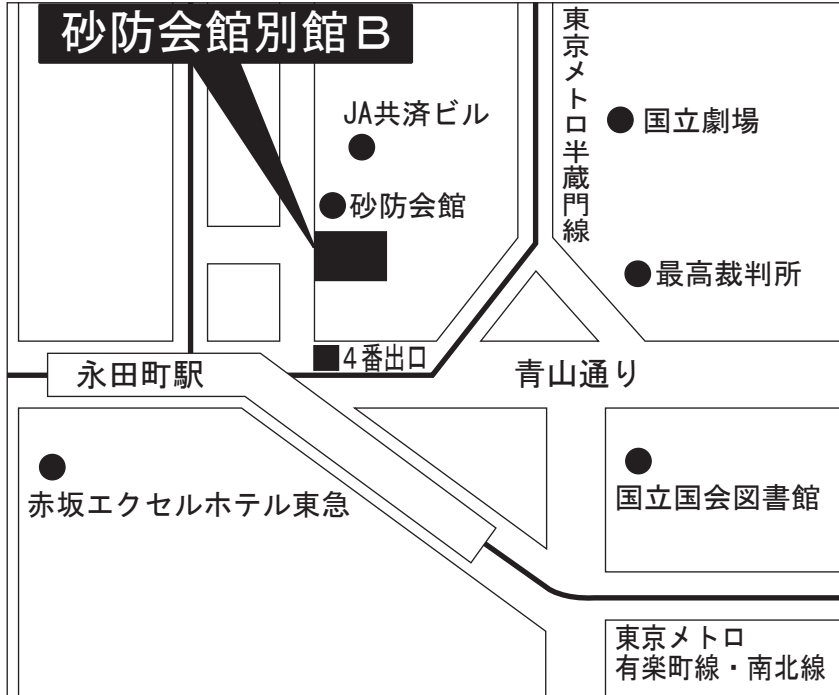 砂防会館別館B
東京メトロ半蔵門線
JA共済ビル
国立劇場
砂防会館
最高裁判所
4番出口
永田町駅
青山通り
赤坂エクセルホテル東急
国立国会図書館
東京メトロ
有楽町線・南北線